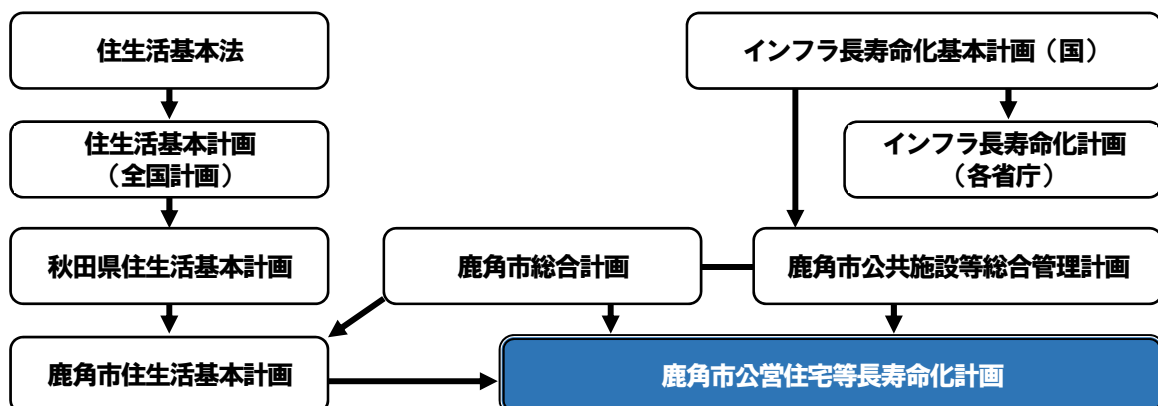 住生活基本法
インフラ長寿命化基本計画（国）
住生活基本計画
（全国計画）
インフラ長寿命化計画
（各省庁）
秋田県住生活基本計画
鹿角市総合計画
鹿角市公共施設等総合管理計画
鹿角市住生活基本計画
鹿角市公営住宅等長寿命化計画